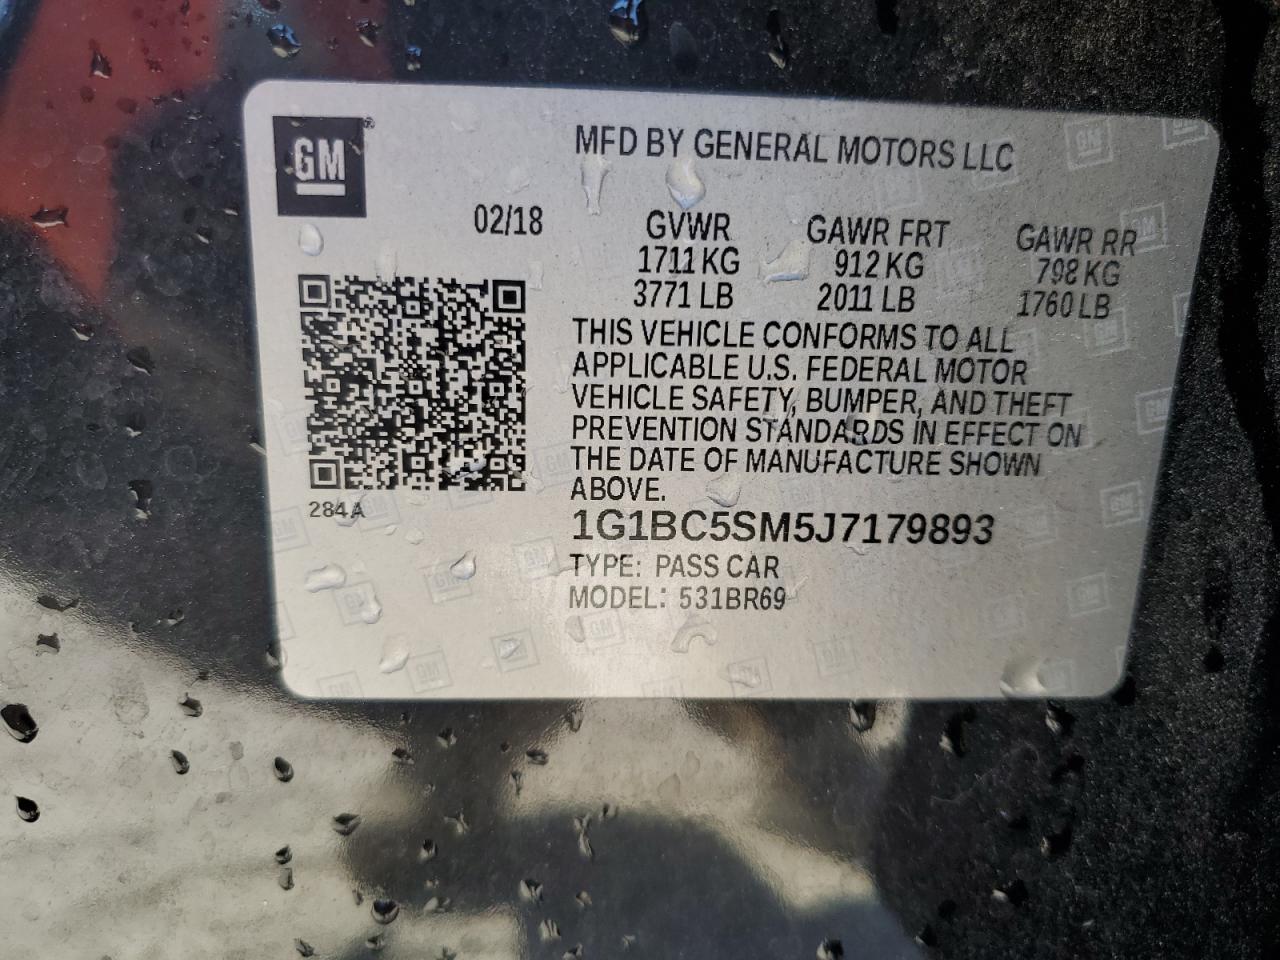 GM
MFD BY GENERAL MOTORS LLC
02/18
GVWR
1711 KG
3771 LB
GAWR FRT
912 KG
2011 LB
GAWR RR
798 KG
1760 LB
THIS VEHICLE CONFORMS TO ALL
APPLICABLE U.S. FEDERAL MOTOR
VEHICLE SAFETY, BUMPER, AND THEFT
PREVENTION STANDARDS IN EFFECT ON
THE DATE OF MANUFACTURE SHOWN
ABOVE.
284A
1G1BC5SM5J7179893
TYPE: PASS CAR
MODEL: 531BR69